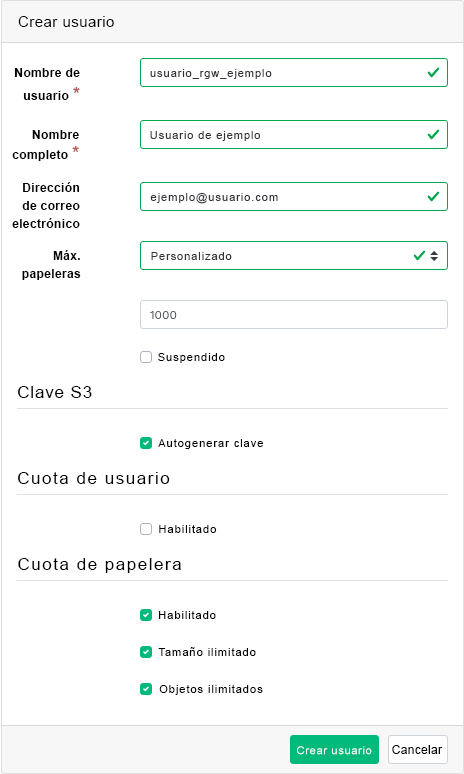 Crear usuario
Nombre de usuario_rgw_ejemplo
usuario *
Nombre Usuario de ejemplo
completo *
Dirección
de correo ejemplo@usuario.com
electrónico
Máx. Personalizado
papeleras
1000
Suspendido
Clave S3
Autogenerar clave
Cuota de usuario
Habilitado
Cuota de papelera
Habilitado
Tamaño ilimitado
Objetos ilimitados
Crear usuario Cancelar